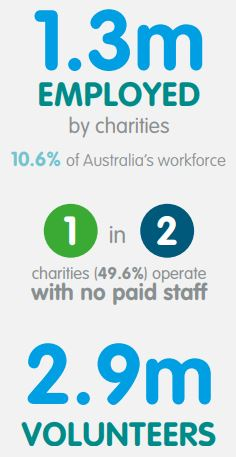 1.3m
EMPLOYED
by charities
10.6% of Australia's workforce
1 in 2
charities (49.6%) operate
with no paid staff
2.9m
VOLUNTEERS